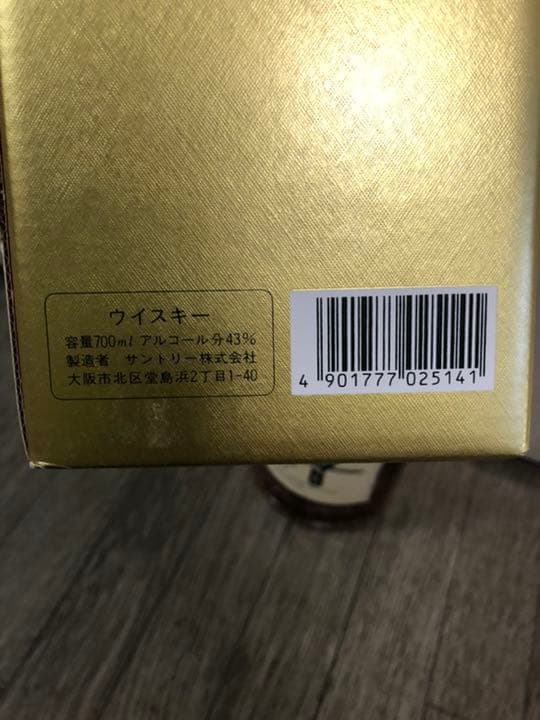 ウイスキー
容量700ml アルコール分43%
製造者 サントリー株式会社
大阪市北区堂島浜2丁目1-40
4 901777 025141